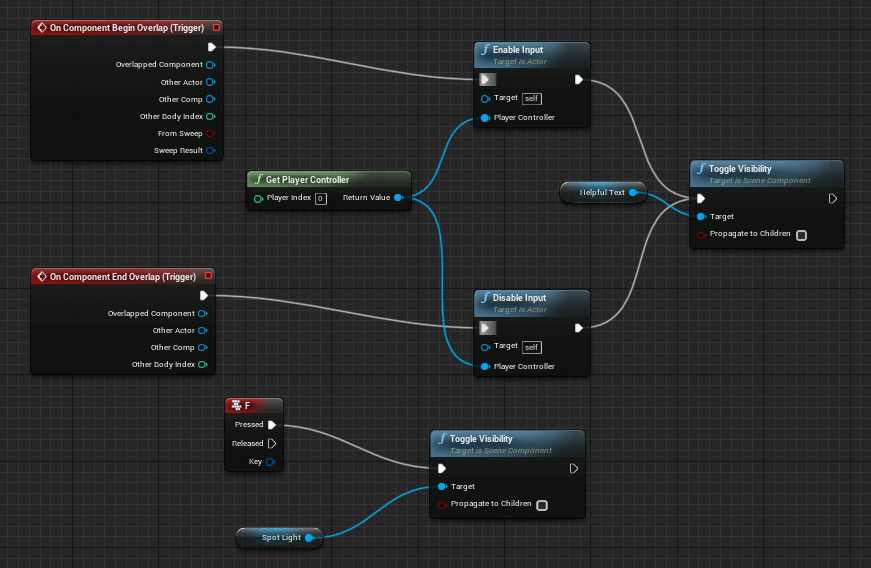 On Component Begin Overlap (Trigger)
Overlapped Component
Other Actor
Other Comp
Other Body Index
From Sweep
Sweep Result
Enable Input
Target is Actor
Target self
Player Controller
Get Player Controller
Player Index 0 Return Value
Helpful Text
Toggle Visibility
Target is Scene Component
Target
Propagate to Children
On Component End Overlap (Trigger)
Overlapped Component
Other Actor
Other Comp
Other Body Index
Disable Input
Target is Actor
Target self
Player Controller
F
Pressed
Released
Key
Toggle Visibility
Target is Scene Component
Target
Propagate to Children
Spot Light